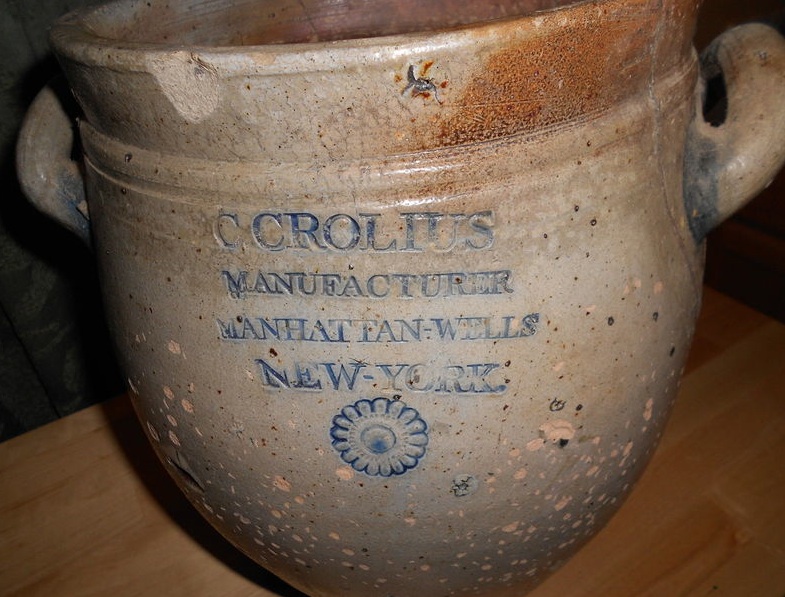 C CROLIUS
MANUFACTURER
MANHATTAN-WELLS
NEW-YORK.